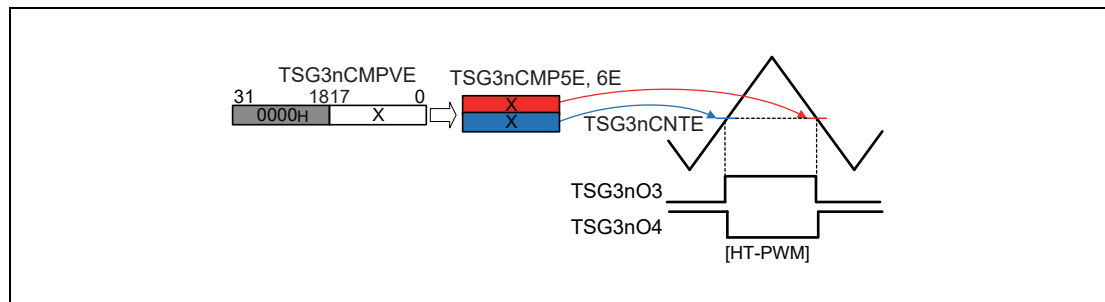 TSG3nCMPVE
TSG3nCMP5E, 6E
31 1817 0
0000H X
X
X
TSG3nCNTE
TSG3nO3
TSG3nO4
[HT-PWM]